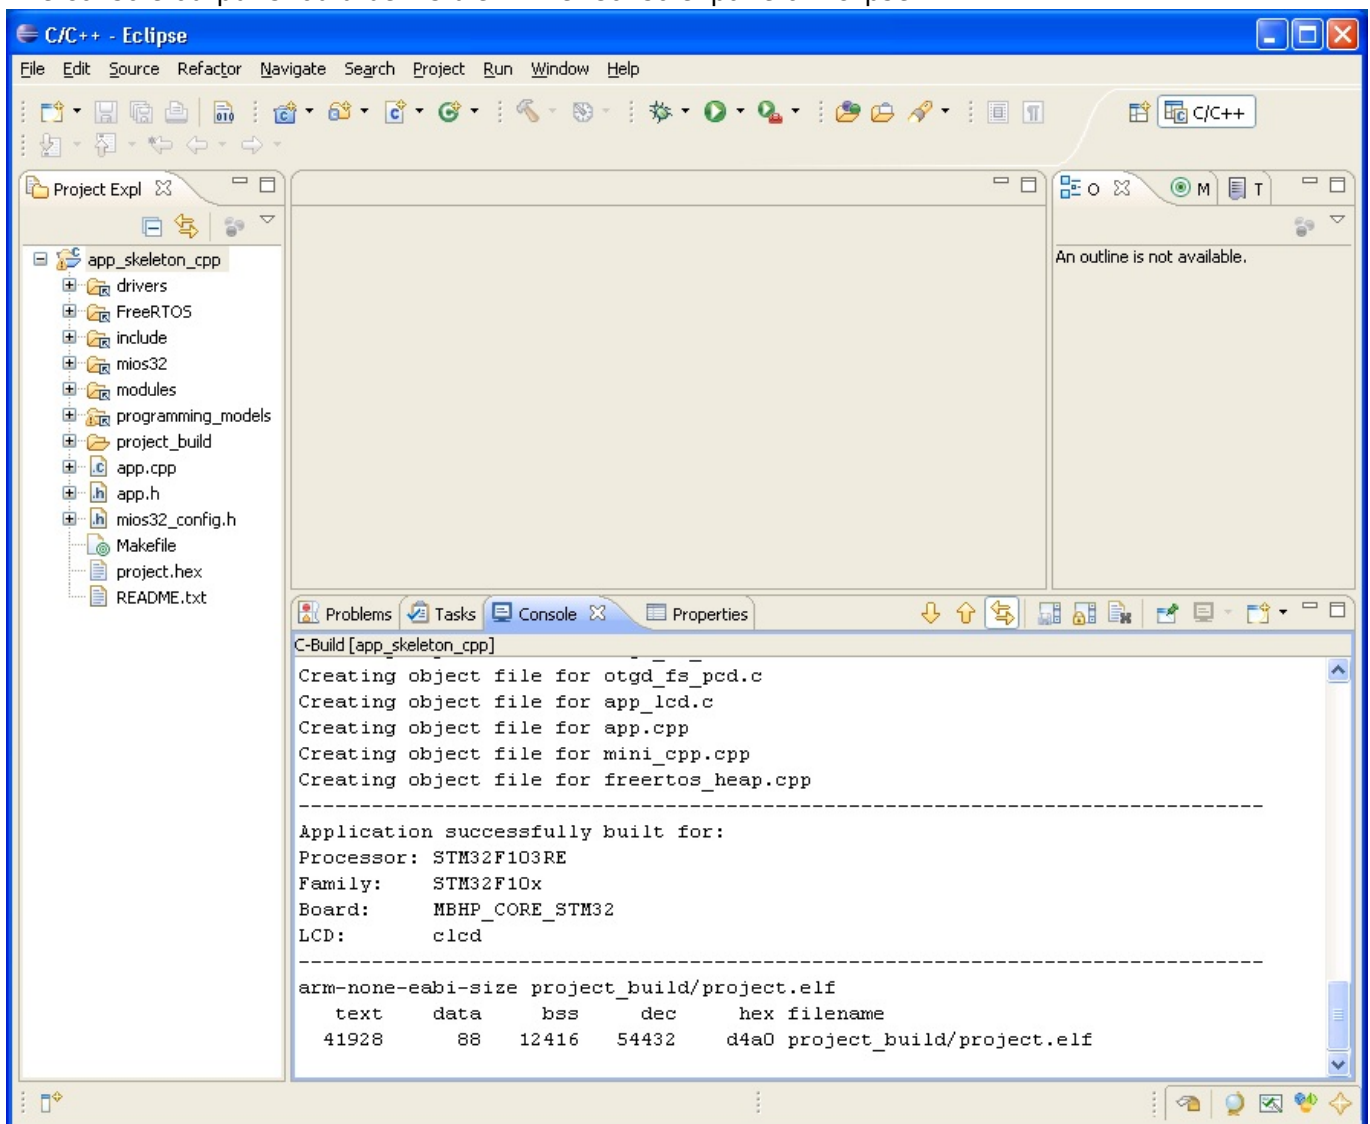 C/C++ - Eclipse
File Edit Source Refactor Navigate Search Project Run Window Help
010
C/C++
Project Expl
O M T
app_skeleton_cpp
An outline is not available.
drivers
FreeRTOS
include
mios32
modules
programming_models
project_build
app.cpp
app.h
mios32_config.h
Makefile
project.hex
README.txt
Problems Tasks Console Properties
C-Build [app_skeleton_cpp]
Creating object file for otgd_fs_pcd.c
Creating object file for app_lcd.c
Creating object file for app.cpp
Creating object file for mini_cpp.cpp
Creating object file for freertos_heap.cpp
-------------------------------------------------------------------------------
Application successfully built for:
Processor: STM32F103RE
Family: STM32F10x
Board: MBHP_CORE_STM32
LCD: clcd
-------------------------------------------------------------------------------
arm-none-eabi-size project_build/project.elf
text data bss dec hex filename
41928 88 12416 54432 d4a0 project_build/project.elf